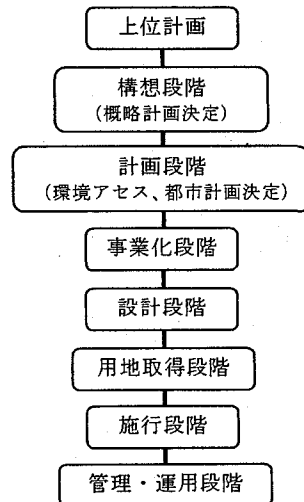 上位計画
構想段階
(概略計画決定)
計画段階
(環境アセス、都市計画決定)
事業化段階
設計段階
用地取得段階
施行段階
管理・運用段階